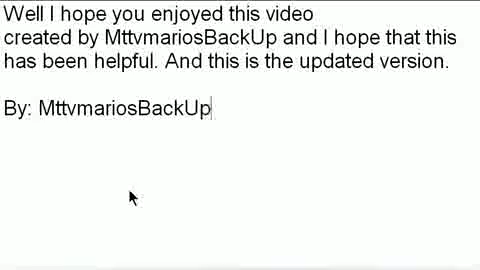 Well I hope you enjoyed this video
created by MttvmariosBackUp and I hope that this
has been helpful. And this is the updated version.
By: MttvmariosBackUp